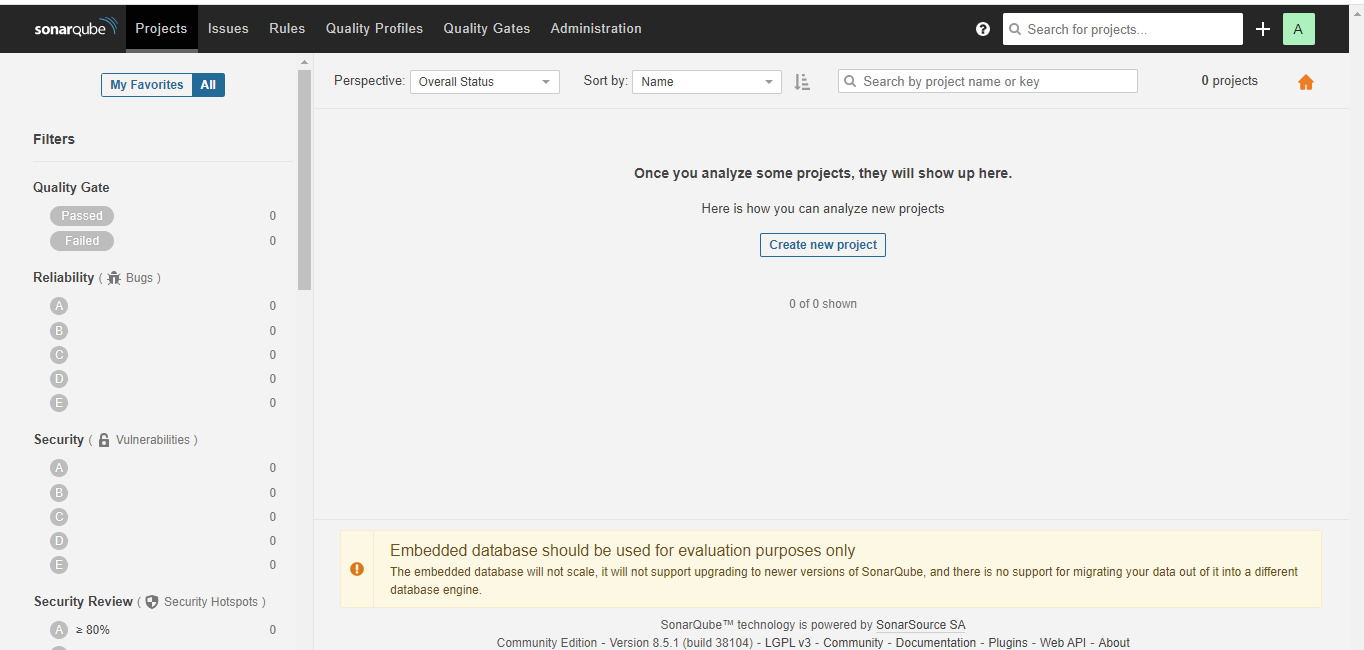 sonarqube Projects Issues Rules Quality Profiles Quality Gates Administration ? Search for projects... A
My Favorites All
Perspective: Overall Status Sort by: Name Search by project name or key 0 projects
Filters
Quality Gate
Passed 0
Failed 0
Reliability ( Bugs )
A 0
B 0
C 0
D 0
E 0
Security ( Vulnerabilities )
A 0
B 0
C 0
D 0
E 0
Security Review ( Security Hotspots )
A ≥ 80% 0
Once you analyze some projects, they will show up here.
Here is how you can analyze new projects
Create new project
0 of 0 shown
Embedded database should be used for evaluation purposes only
The embedded database will not scale, it will not support upgrading to newer versions of SonarQube, and there is no support for migrating your data out of it into a different
database engine.
SonarQube™ technology is powered by SonarSource SA
Community Edition - Version 8.5.1 (build 38104) - LGPL v3 - Community - Documentation - Plugins - Web API - About